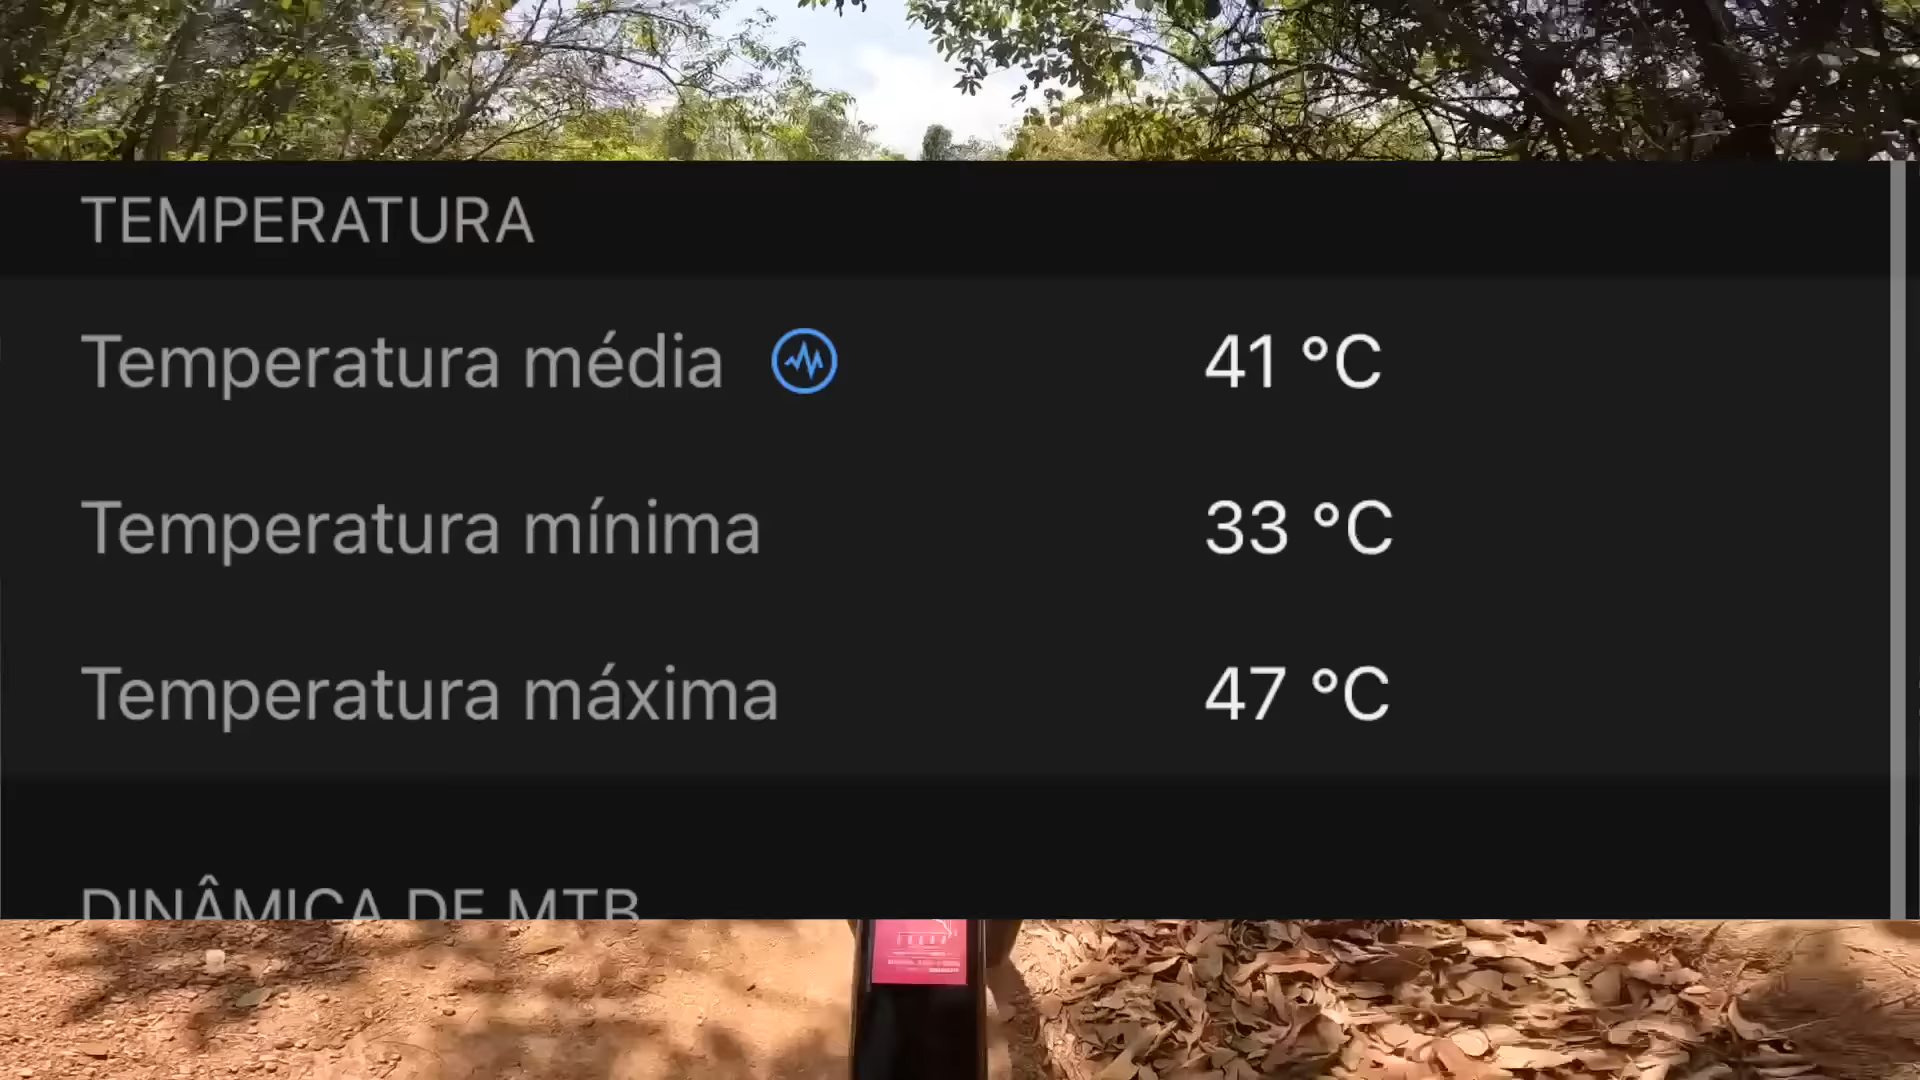 TEMPERATURA
Temperatura média 41 °C
Temperatura mínima 33 °C
Temperatura máxima 47 °C
DINÂMICA DE MTB